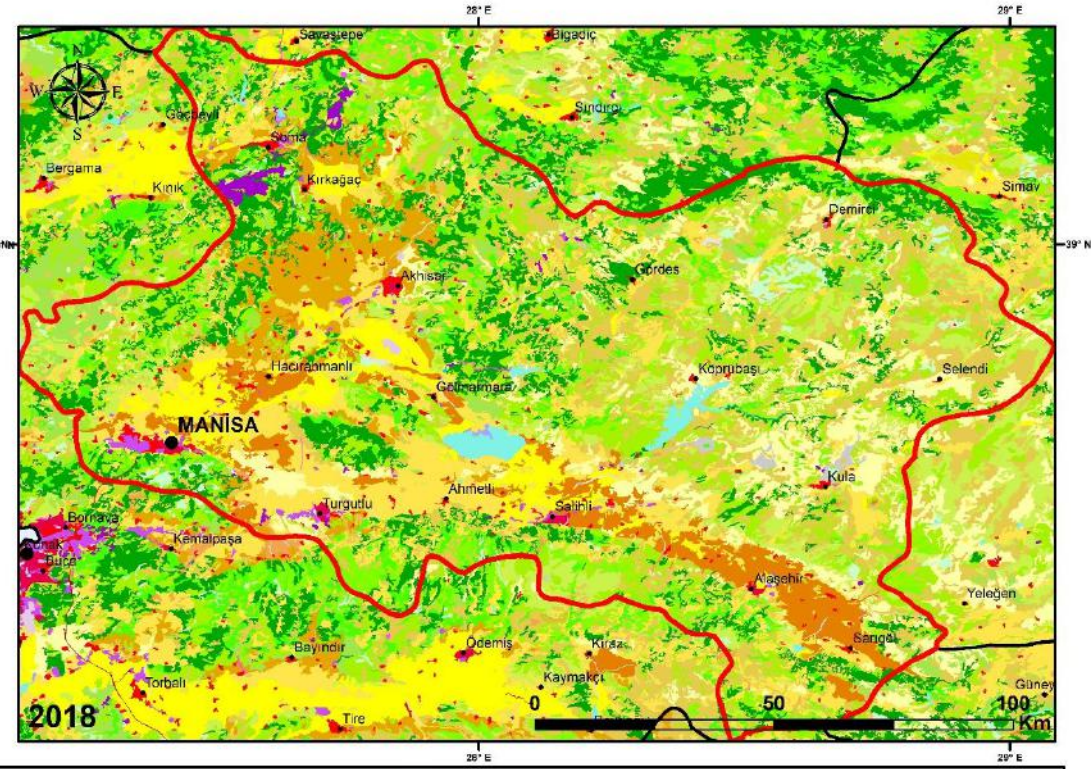 28° E 29° E
Savaştepe Bigadiç
N
W E
S
Göçbeyli Sındırgı
Soma
Bergama Kırkağaç
Kınık Simav
Demirci
39° N
Akhisar Gördes
Hacırahmanlı Köprübaşı Selendi
Gölmarmara
MANİSA
Kula
Ahmetli
Turgutlu Salihli
Bornova
Kemalpaşa
Konak
Buca
Alaşehir
Yeleğen
Sarıgöl
Bayındır Ödemiş Kiraz
Kaymakçı
Torbalı Güney
2018 0 50 100
Tire Km
28° E 29° E